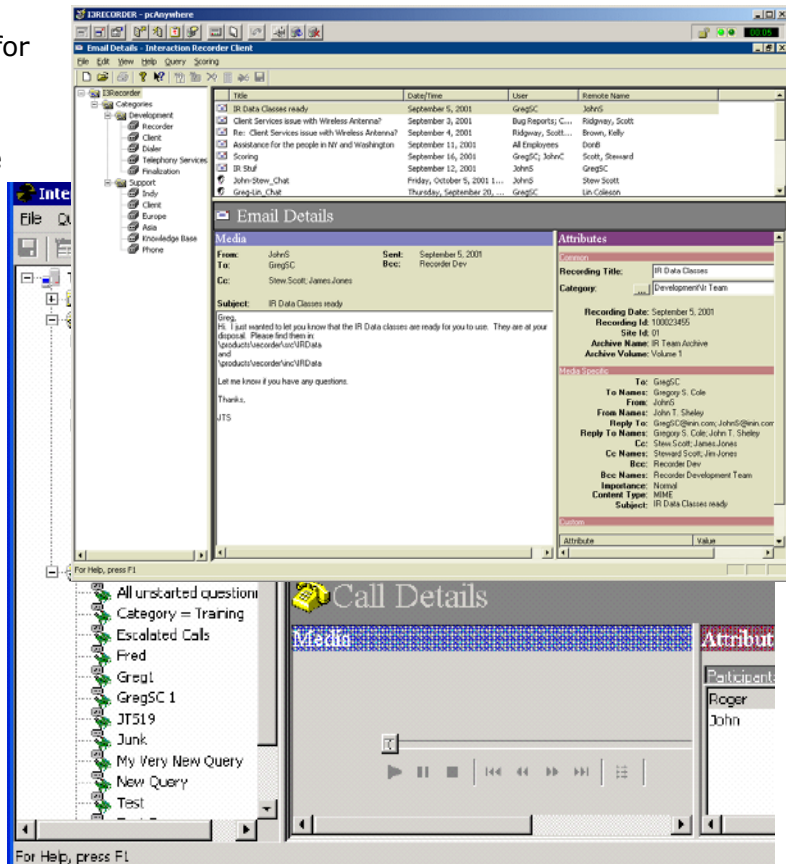 for
e
I3RECORDER - pcAnywhere
00:05
Email Details - Interaction Recorder Client
File Edit View Help Query Scoring
I3Recorder
Categories
Development
Recorder
Client
Dialer
Telephony Services
Finalization
Support
Indy
Client
Europe
Asia
Knowledge Base
Phone
Title Date/Time User Remote Name
IR Data Classes ready September 5, 2001 GregSC JohnS
Client Services issue with Wireless Antenna? September 3, 2001 Bug Reports; C... Ridgway, Scott
Re: Client Services issue with Wireless Antenna? September 4, 2001 Ridgway, Scott... Brown, Kelly
Assistance for the people in NY and Washington September 11, 2001 All Employees DonB
Scoring September 16, 2001 GregSC; JohnC Scott, Steward
IR Stuf September 12, 2001 JohnS GregSC
John-Stew_Chat Friday, October 5, 2001 1... JohnS Stew Scott
Greg-Lin_Chat Thursday, September 20, ... GregSC Lin Coleson
Email Details
Media
From: JohnS Sent: September 5, 2001
To: GregSC Bcc: Recorder Dev
Cc: Stew.Scott; James.Jones
Subject: IR Data Classes ready
Greg,
Hi. I just wanted to let you know that the IR Data classes are ready for you to use. They are at your
disposal. Please find them in:
\products\recorder\src\IRData
and
\products\recorder\inc\IRData
Let me know if you have any questions.
Thanks,
JTS
Attributes
Common
Recording Title: IR Data Classes
Category: ... Development\Ir Team
Recording Date: September 5, 2001
Recording Id: 100023455
Site Id: 01
Archive Name: IR Team Archive
Archive Volume: Volume 1
Media Specific
To: GregSC
To Names: Gregory S. Cole
From: JohnS
From Names: John T. Sheley
Reply To: GregSC@inin.com; JohnS@inin.com
Reply To Names: Gregory S. Cole; John T. Sheley
Cc: Stew Scott; James.Jones
Cc Names: Steward Scott; Jim Jones
Bcc: Recorder Dev
Bcc Names: Recorder Development Team
Importance: Normal
Content Type: MIME
Subject: IR Data Classes ready
Custom
Attribute Value
For Help, press F1
Inte
File Qu
All unstarted questionn
Category = Training
Escalated Calls
Fred
Greg1
GregSC 1
JT519
Junk
My Very New Query
New Query
Test
Call Details
Media
Attribut
Participant
Roger
John
For Help, press F1